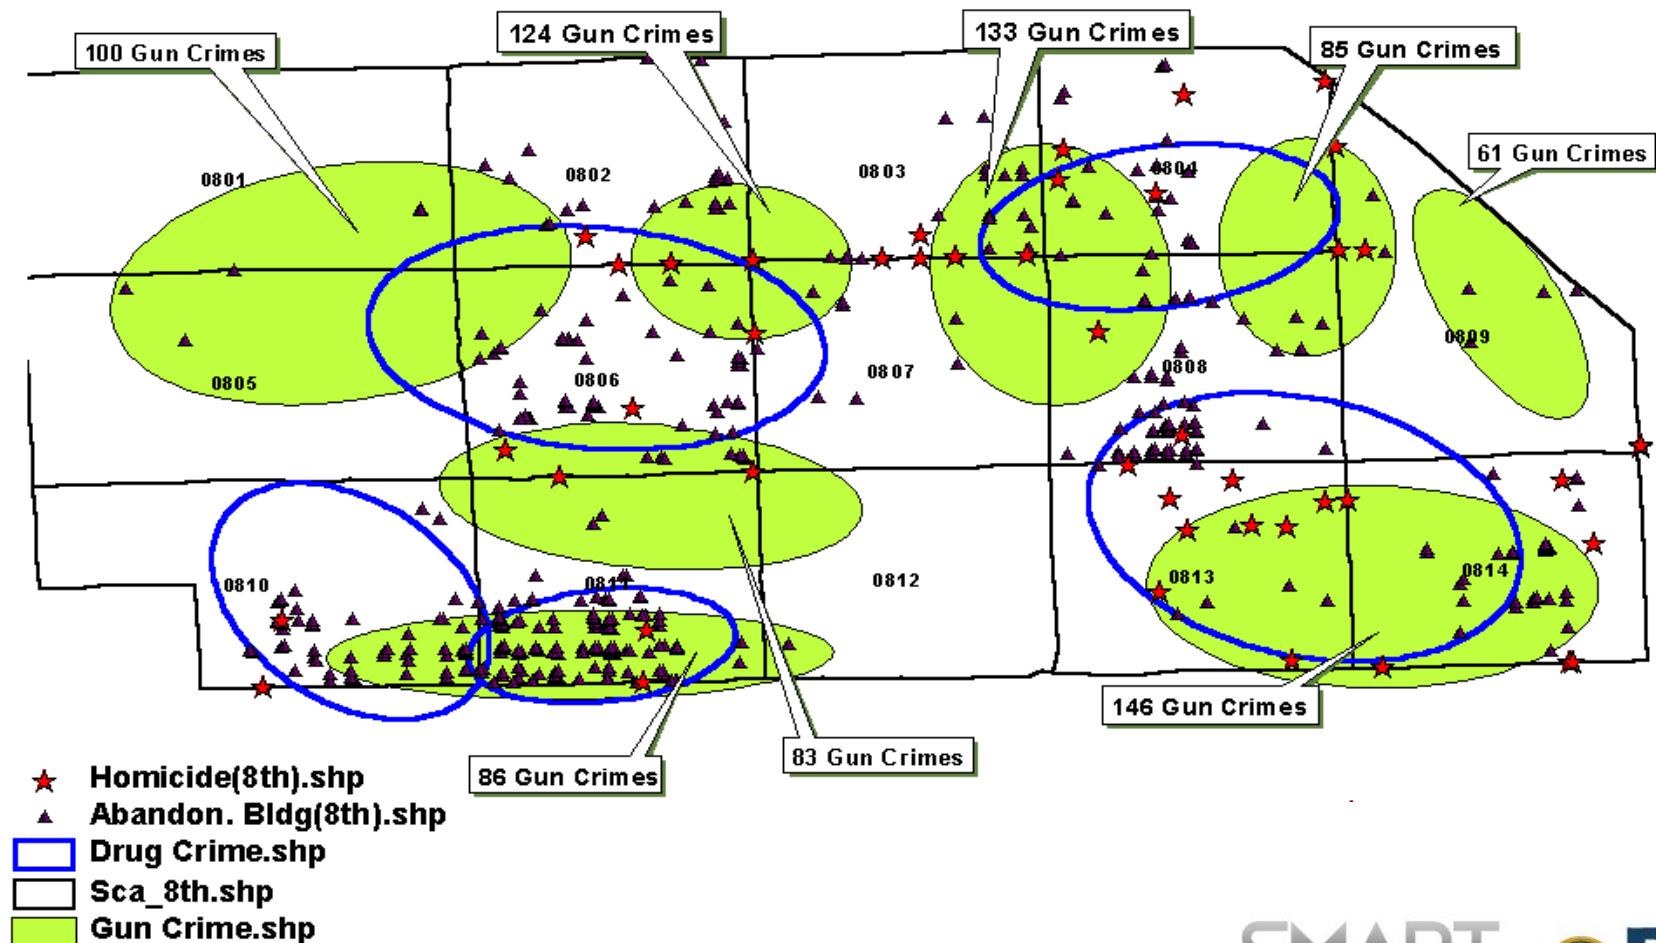 100 Gun Crimes
124 Gun Crimes
133 Gun Crimes
85 Gun Crimes
61 Gun Crimes
0801
0802
0803
0804
0805
0806
0807
0808
0809
0810
0811
0812
0813
0814
146 Gun Crimes
83 Gun Crimes
86 Gun Crimes
Homicide(8th).shp
Abandon. Bldg(8th).shp
Drug Crime.shp
Sca_8th.shp
Gun Crime.shp
SMART